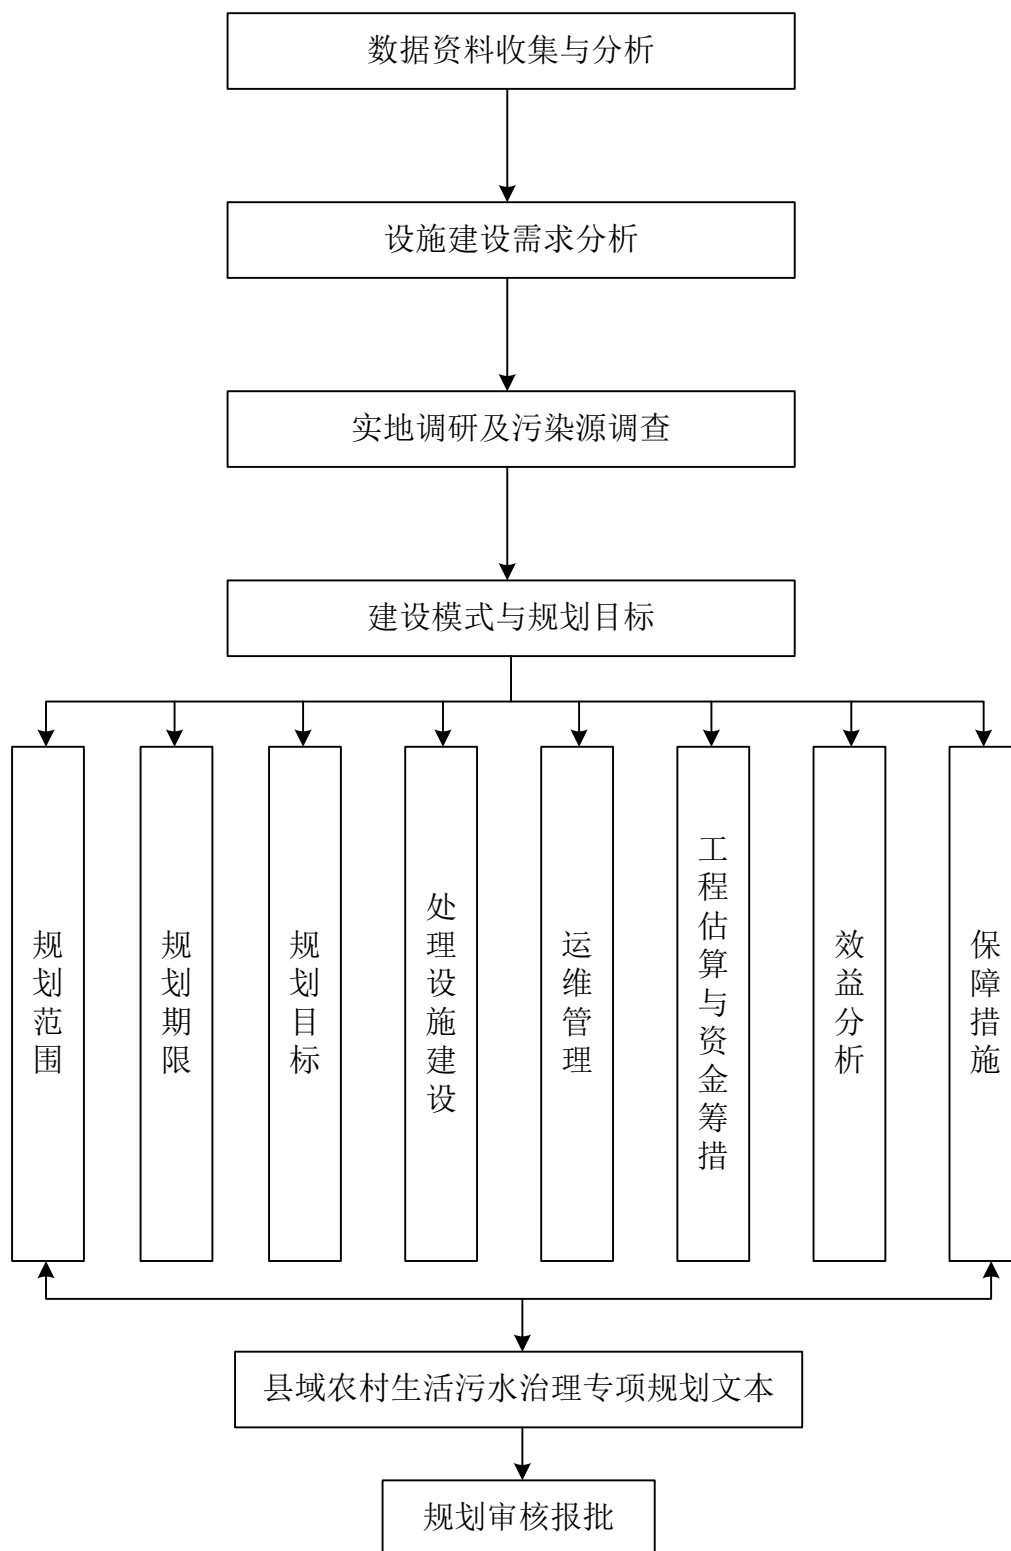 数据资料收集与分析
设施建设需求分析
实地调研及污染源调查
建设模式与规划目标
规划范围
规划期限
规划目标
处理设施建设
运维管理
工程估算与资金筹措
效益分析
保障措施
县域农村生活污水治理专项规划文本
规划审核报批